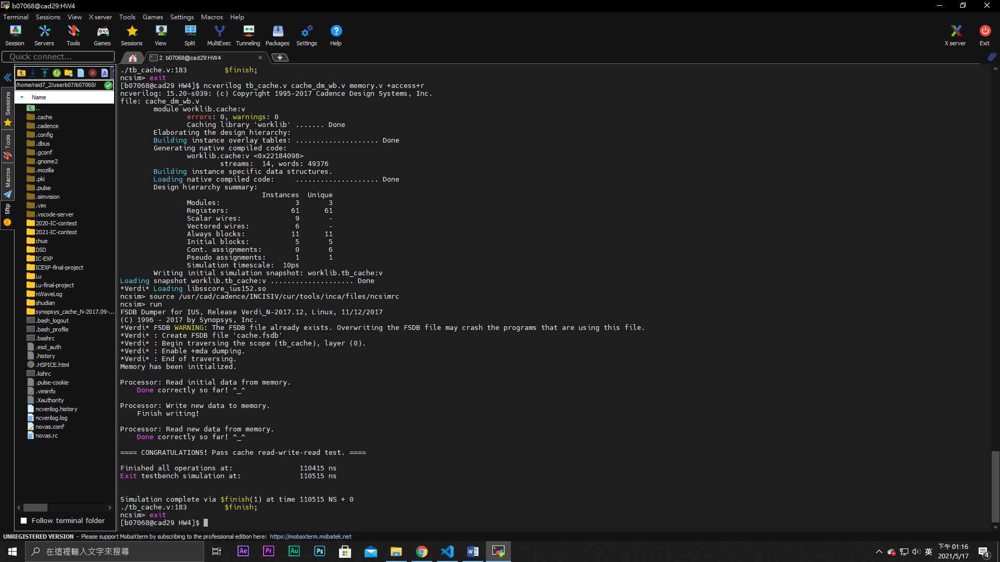 b07068@cad29:HW4
Terminal Sessions View X server Tools Games Settings Macros Help
Session Servers Tools Games Sessions View Split MultiExec Tunneling Packages Settings Help X server Exit
Quick connect...
2. b07068@cad29:HW4
/home/raid7_2/userb07/b07068/
Name
..
.cache
.cadence
.config
.dbus
.gconf
.gnome2
.mozilla
.pki
.pulse
.simvision
.vim
.vscode-server
2020-IC-contest
2021-IC-contest
chue
DSD
IC-EXP
ICEXP-final-project
Lu
Lu-final-project
nWaveLog
shudian
synopsys_cache_N-2017.09-...
.bash_logout
.bash_profile
.bashrc
.esd_auth
.history
.HSPICE.html
.kshrc
.pulse-cookie
.viminfo
.Xauthority
ncverilog.history
ncverilog.log
novas.conf
novas.rc
Follow terminal folder
Sessions
Tools
Macros
Sftp
./tb_cache.v:183 $finish;
ncsim> exit
[b07068@cad29 HW4]$ ncverilog tb_cache.v cache_dm_wb.v memory.v +access+r
ncverilog: 15.20-s039: (c) Copyright 1995-2017 Cadence Design Systems, Inc.
file: cache_dm_wb.v
module worklib.cache:v
errors: 0, warnings: 0
Caching library 'worklib' ....... Done
Elaborating the design hierarchy:
Building instance overlay tables: .................... Done
Generating native compiled code:
worklib.cache:v <0x22184098>
streams: 14, words: 49376
Building instance specific data structures.
Loading native compiled code: .................... Done
Design hierarchy summary:
Instances Unique
Modules: 3 3
Registers: 61 61
Scalar wires: 9 -
Vectored wires: 6 -
Always blocks: 11 11
Initial blocks: 5 5
Cont. assignments: 0 6
Pseudo assignments: 1 1
Simulation timescale: 10ps
Writing initial simulation snapshot: worklib.tb_cache:v
Loading snapshot worklib.tb_cache:v .................... Done
*Verdi* Loading libsscore_ius152.so
ncsim> source /usr/cad/cadence/INCISIV/cur/tools/inca/files/ncsimrc
ncsim> run
FSDB Dumper for IUS, Release Verdi_N-2017.12, Linux, 11/12/2017
(C) 1996 - 2017 by Synopsys, Inc.
*Verdi* FSDB WARNING: The FSDB file already exists. Overwriting the FSDB file may crash the programs that are using this file.
*Verdi* : Create FSDB file 'cache.fsdb'
*Verdi* : Begin traversing the scope (tb_cache), layer (0).
*Verdi* : Enable +mda dumping.
*Verdi* : End of traversing.
Memory has been initialized.
Processor: Read initial data from memory.
Done correctly so far! ^_^
Processor: Write new data to memory.
Finish writing!
Processor: Read new data from memory.
Done correctly so far! ^_^
==== CONGRATULATIONS! Pass cache read-write-read test. ====
Finished all operations at: 110415 ns
Exit testbench simulation at: 110515 ns
Simulation complete via $finish(1) at time 110515 NS + 0
./tb_cache.v:183 $finish;
ncsim> exit
[b07068@cad29 HW4]$
UNREGISTERED VERSION - Please support MobaXterm by subscribing to the professional edition here: https://mobaxterm.mobatek.net
在這裡輸入文字來搜尋
Ae Pr Au Ps
英
下午 01:16
2021/5/17
4